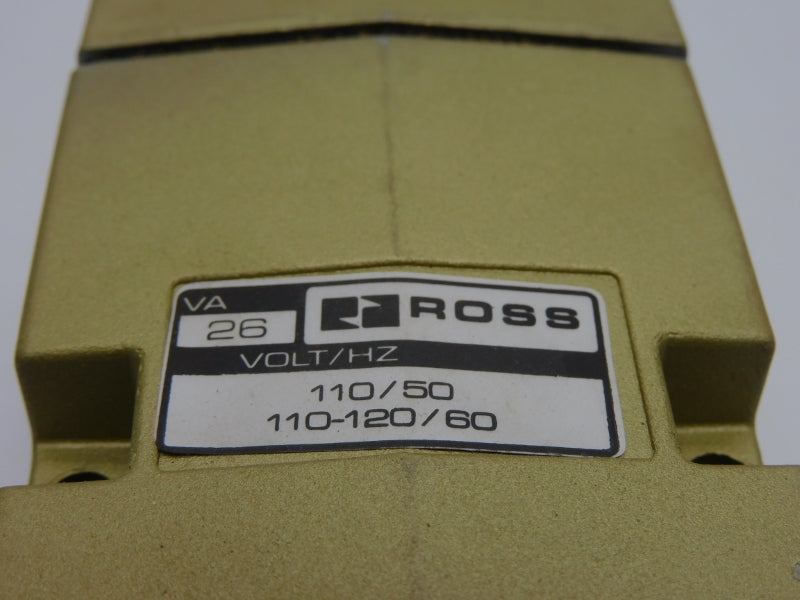 VA
26
ROSS
VOLT/HZ
110/50
110-120/60